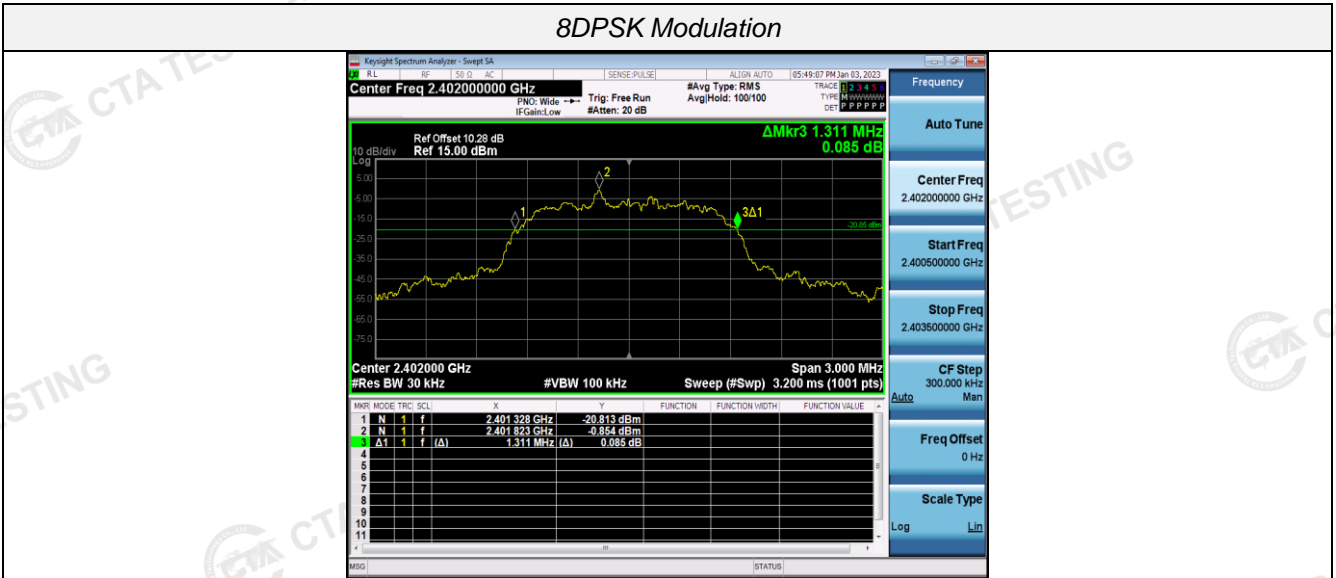 8DPSK Modulation
Keysight Spectrum Analyzer - Swept SA
RL RF 50 Ω AC SENSE:PULSE ALIGN AUTO 05:49:07 PM Jan 03, 2023
Center Freq 2.402000000 GHz #Avg Type: RMS TRACE 1 2 3 4 5 6
PNO: Wide Trig: Free Run Avg|Hold: 100/100 TYPE M WWWWW
IFGain:Low #Atten: 20 dB DET P P P P P P
Frequency
Auto Tune
Center Freq
2.402000000 GHz
Start Freq
2.400500000 GHz
Stop Freq
2.403500000 GHz
CF Step
300.000 kHz
Auto Man
Freq Offset
0 Hz
Scale Type
Log Lin
Ref Offset 10.28 dB ΔMkr3 1.311 MHz
10 dB/div Ref 15.00 dBm 0.085 dB
Log
5.00
-5.00
-15.0
-25.0
-35.0
-45.0
-55.0
-65.0
-75.0
1
2
3Δ1
-20.85 dBm
Center 2.402000 GHz Span 3.000 MHz
#Res BW 30 kHz #VBW 100 kHz Sweep (#Swp) 3.200 ms (1001 pts)
MKR MODE TRC SCL X Y FUNCTION FUNCTION WIDTH FUNCTION VALUE
1 N 1 f 2.401 328 GHz -20.813 dBm
2 N 1 f 2.401 823 GHz -0.854 dBm
3 Δ1 1 f (Δ) 1.311 MHz (Δ) 0.085 dB
4
5
6
7
8
9
10
11
MSG STATUS
CTA TE
TESTING
STING
CTA
C
CTA
CTA
CTA